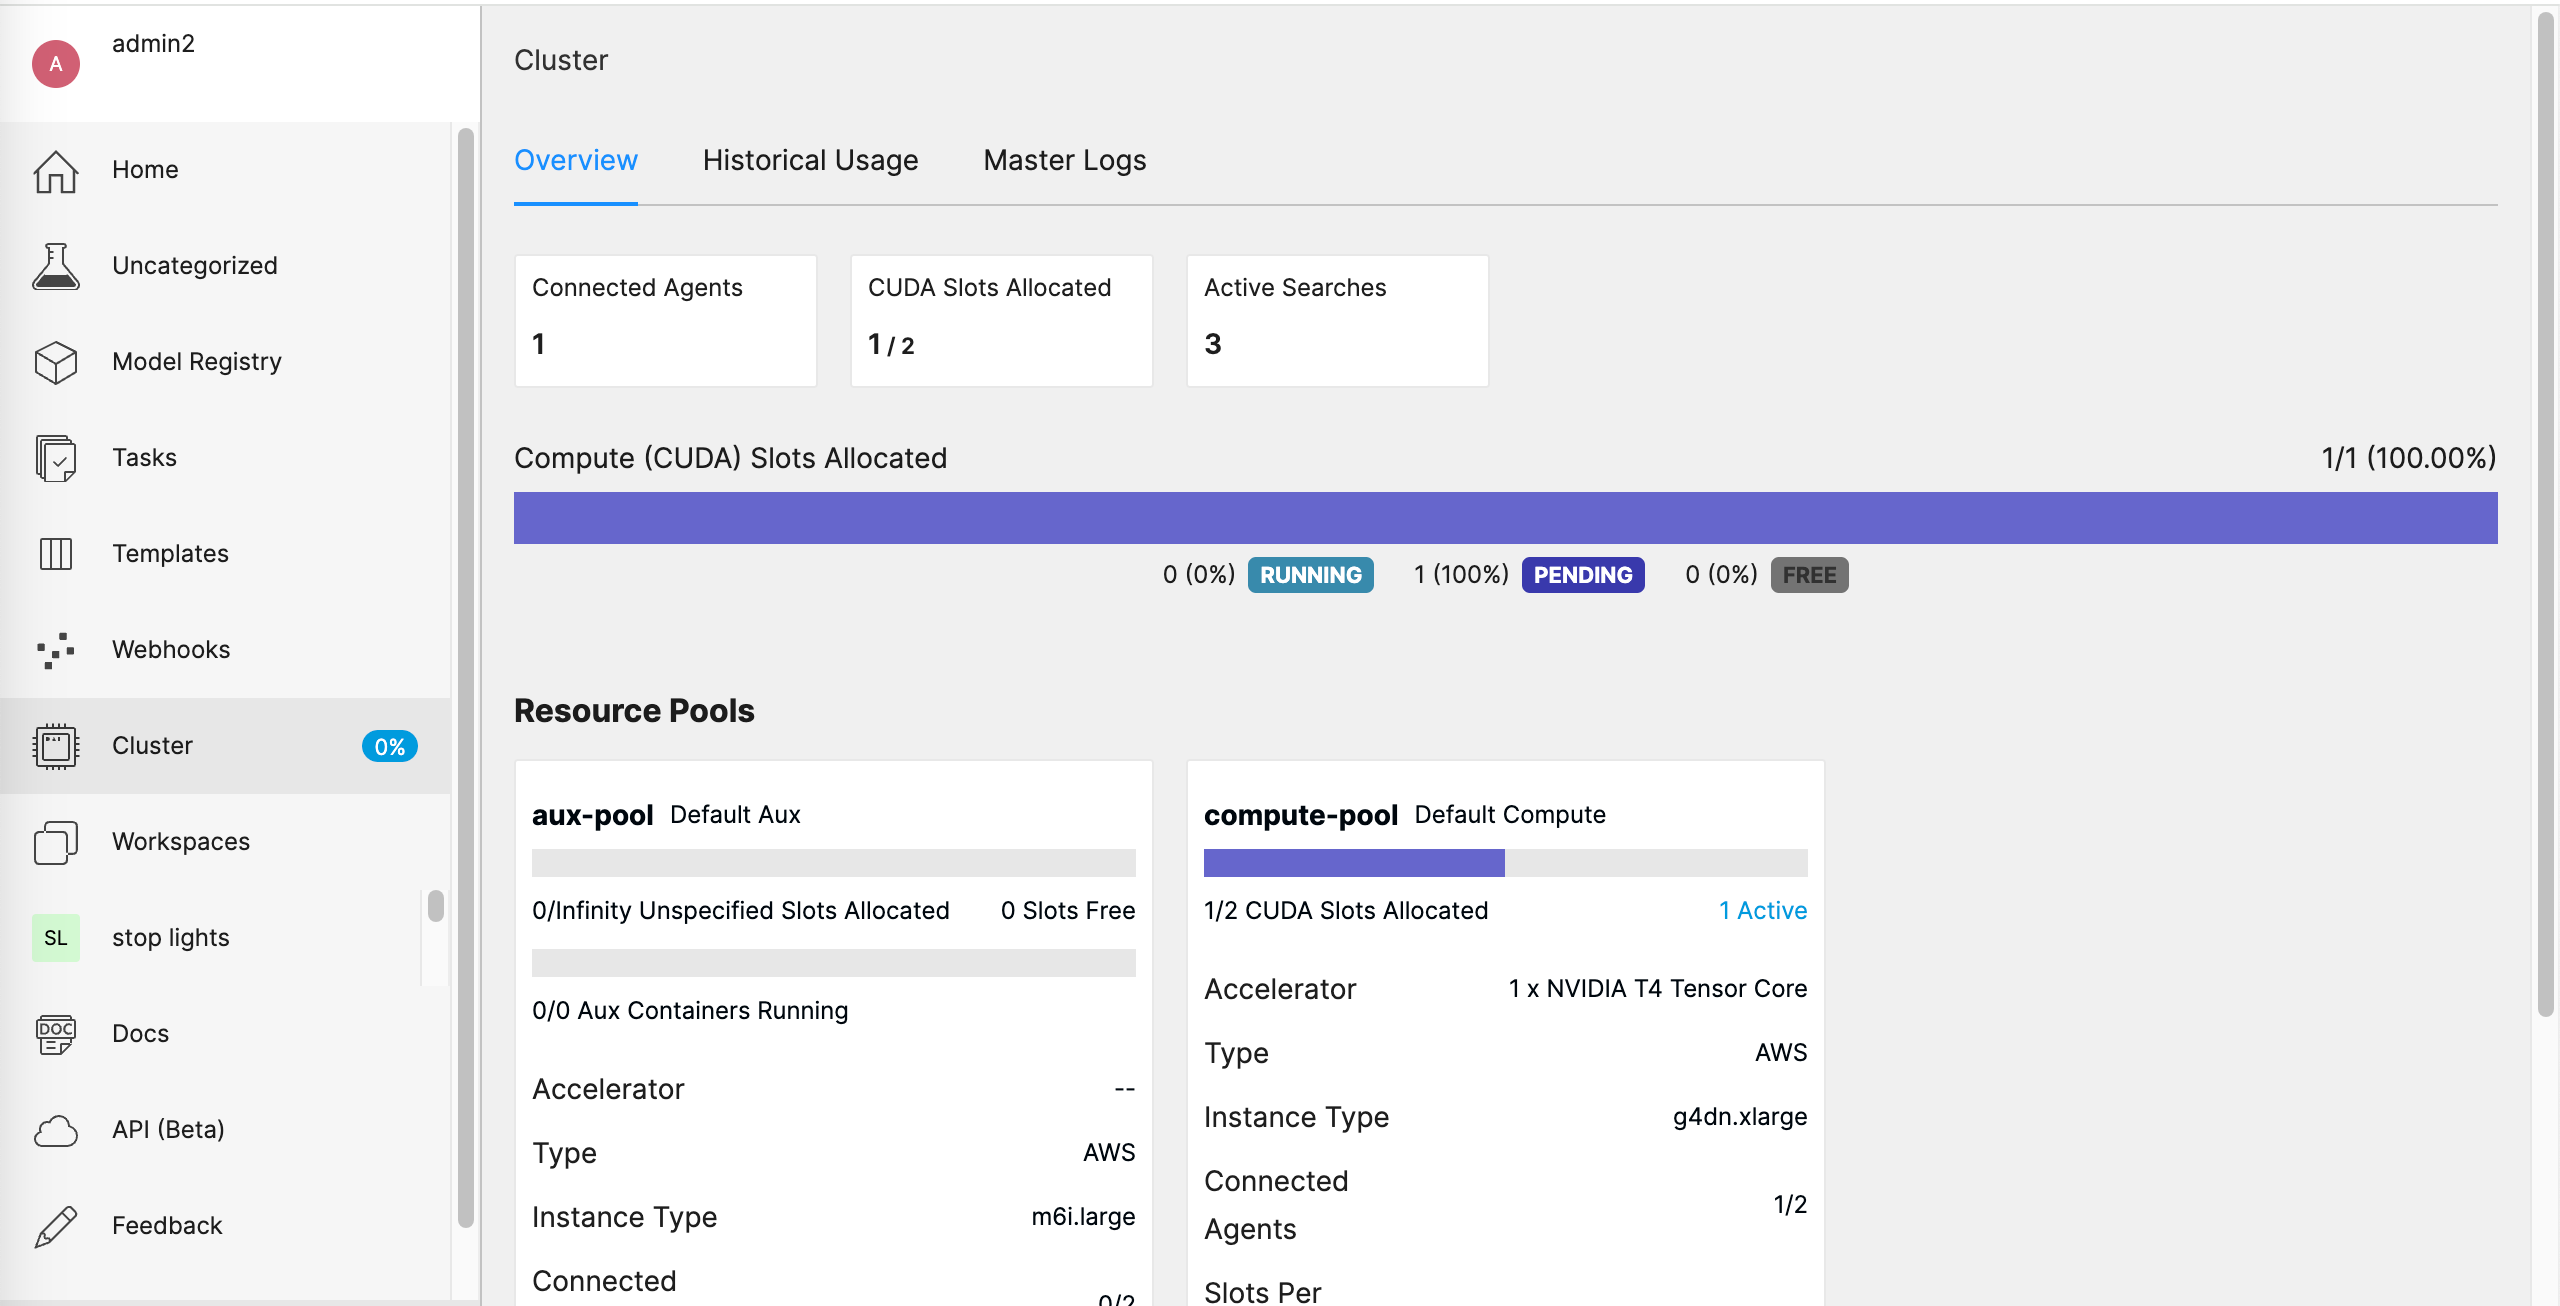 A
admin2
Home
Uncategorized
Model Registry
Tasks
Templates
Webhooks
Cluster 0%
Workspaces
SL stop lights
DOC Docs
API (Beta)
Feedback
Cluster
Overview Historical Usage Master Logs
Connected Agents
1
CUDA Slots Allocated
1 / 2
Active Searches
3
Compute (CUDA) Slots Allocated 1/1 (100.00%)
0 (0%) RUNNING 1 (100%) PENDING 0 (0%) FREE
Resource Pools
aux-pool Default Aux
0/Infinity Unspecified Slots Allocated 0 Slots Free
0/0 Aux Containers Running
Accelerator --
Type AWS
Instance Type m6i.large
Connected
0/2
compute-pool Default Compute
1/2 CUDA Slots Allocated 1 Active
Accelerator 1 x NVIDIA T4 Tensor Core
Type AWS
Instance Type g4dn.xlarge
Connected
Agents 1/2
Slots Per